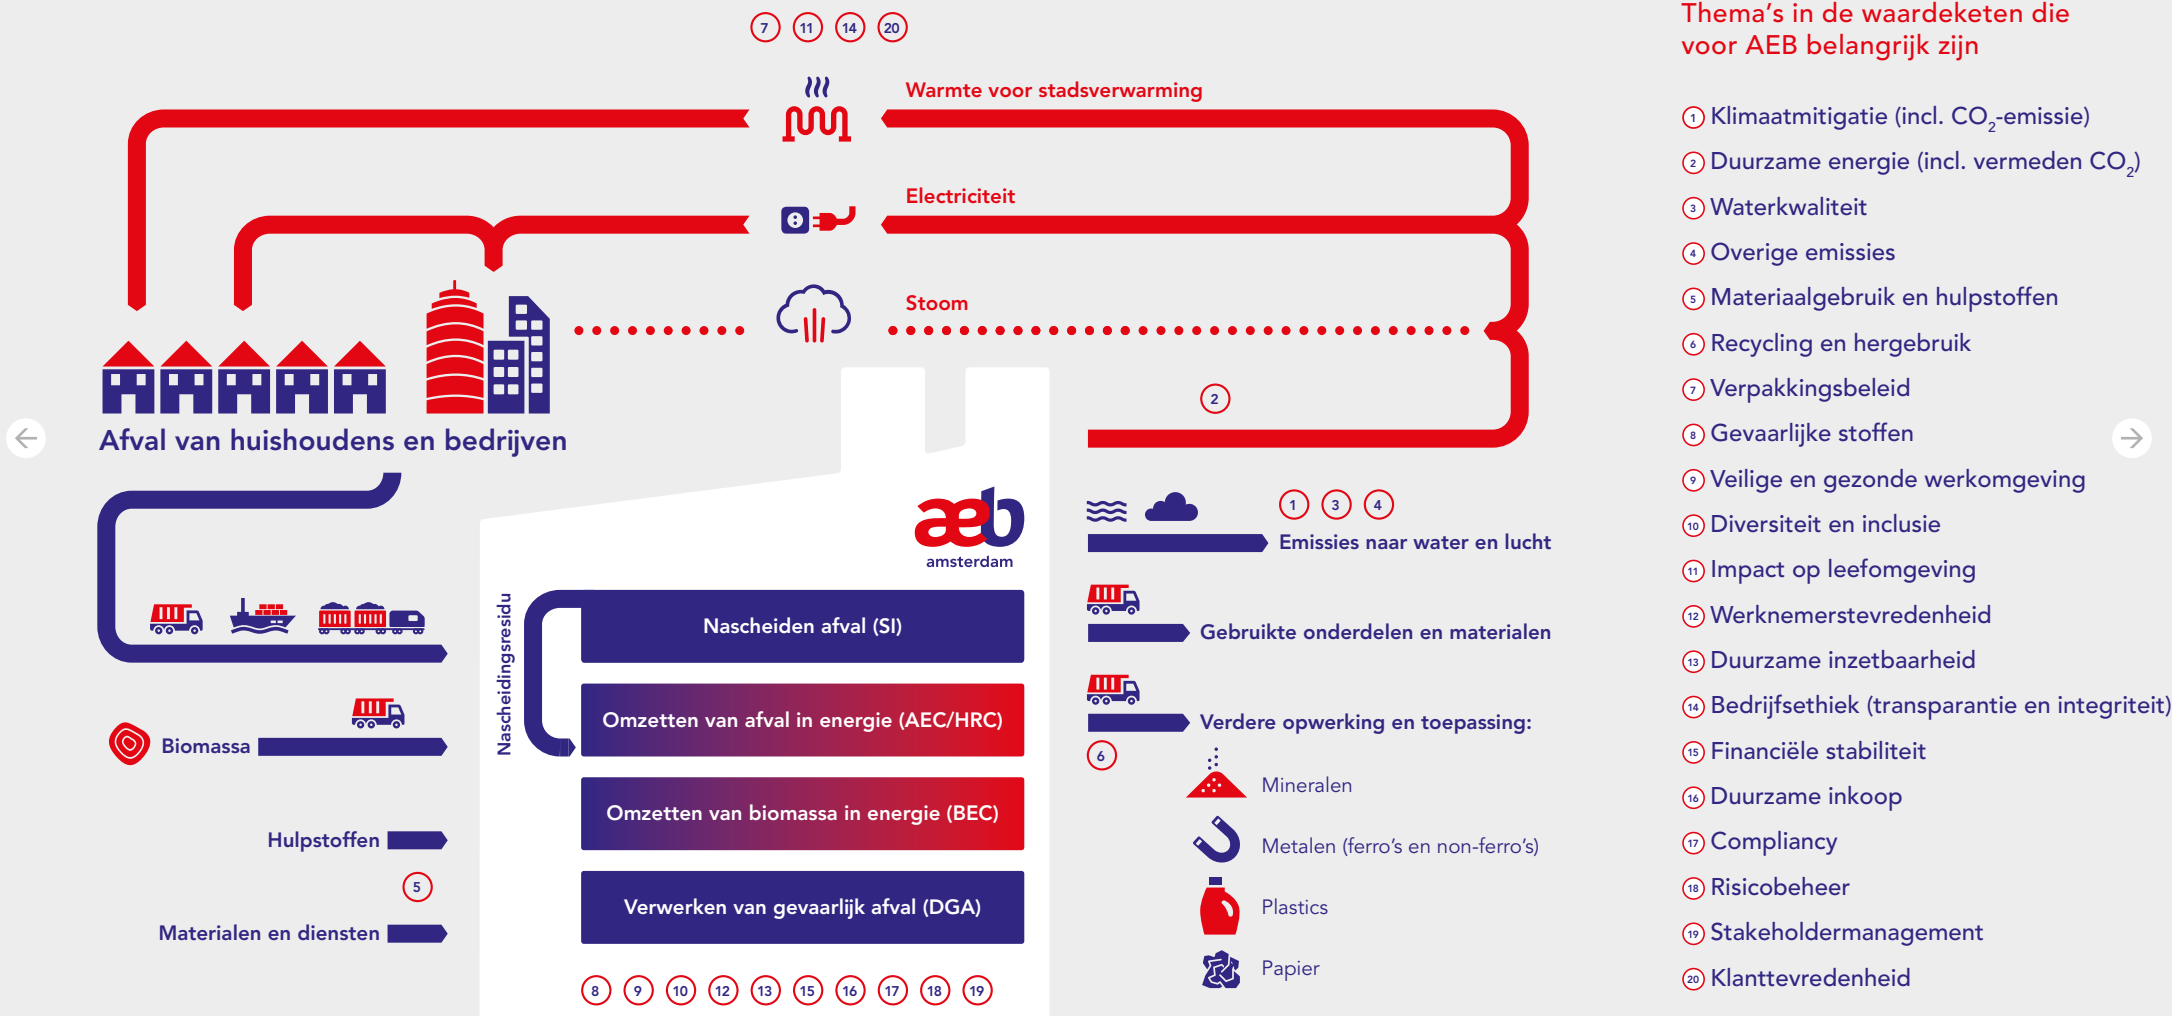 7 11 14 20
Warmte voor stadsverwarming
Electriciteit
Stoom
2
Afval van huishoudens en bedrijven
Biomassa
Hulpstoffen
5
Materialen en diensten
aeb
amsterdam
Nascheidingsresidu
Nascheiden afval (SI)
Omzetten van afval in energie (AEC/HRC)
Omzetten van biomassa in energie (BEC)
Verwerken van gevaarlijk afval (DGA)
8 9 10 12 13 15 16 17 18 19
1 3 4
Emissies naar water en lucht
Gebruikte onderdelen en materialen
Verdere opwerking en toepassing:
6
Mineralen
Metalen (ferro's en non-ferro's)
Plastics
Papier
Thema's in de waardeketen die
voor AEB belangrijk zijn
1 Klimaatmitigatie (incl. CO₂-emissie)
2 Duurzame energie (incl. vermeden CO₂)
3 Waterkwaliteit
4 Overige emissies
5 Materiaalgebruik en hulpstoffen
6 Recycling en hergebruik
7 Verpakkingsbeleid
8 Gevaarlijke stoffen
9 Veilige en gezonde werkomgeving
10 Diversiteit en inclusie
11 Impact op leefomgeving
12 Werknemerstevredenheid
13 Duurzame inzetbaarheid
14 Bedrijfsethiek (transparantie en integriteit)
15 Financiële stabiliteit
16 Duurzame inkoop
17 Compliancy
18 Risicobeheer
19 Stakeholdermanagement
20 Klanttevredenheid